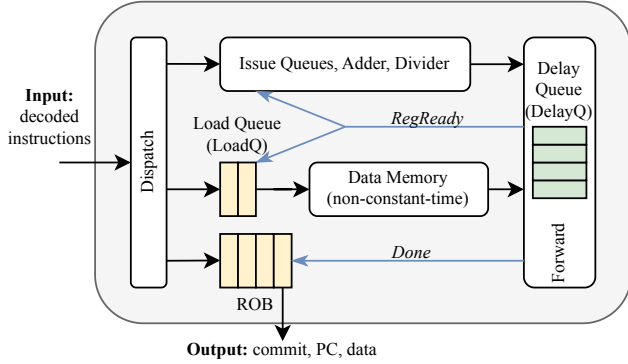 Input:
decoded
instructions
Dispatch
Issue Queues, Adder, Divider
Load Queue
(LoadQ)
RegReady
Data Memory
(non-constant-time)
Delay
Queue
(DelayQ)
Forward
Done
ROB
Output: commit, PC, data